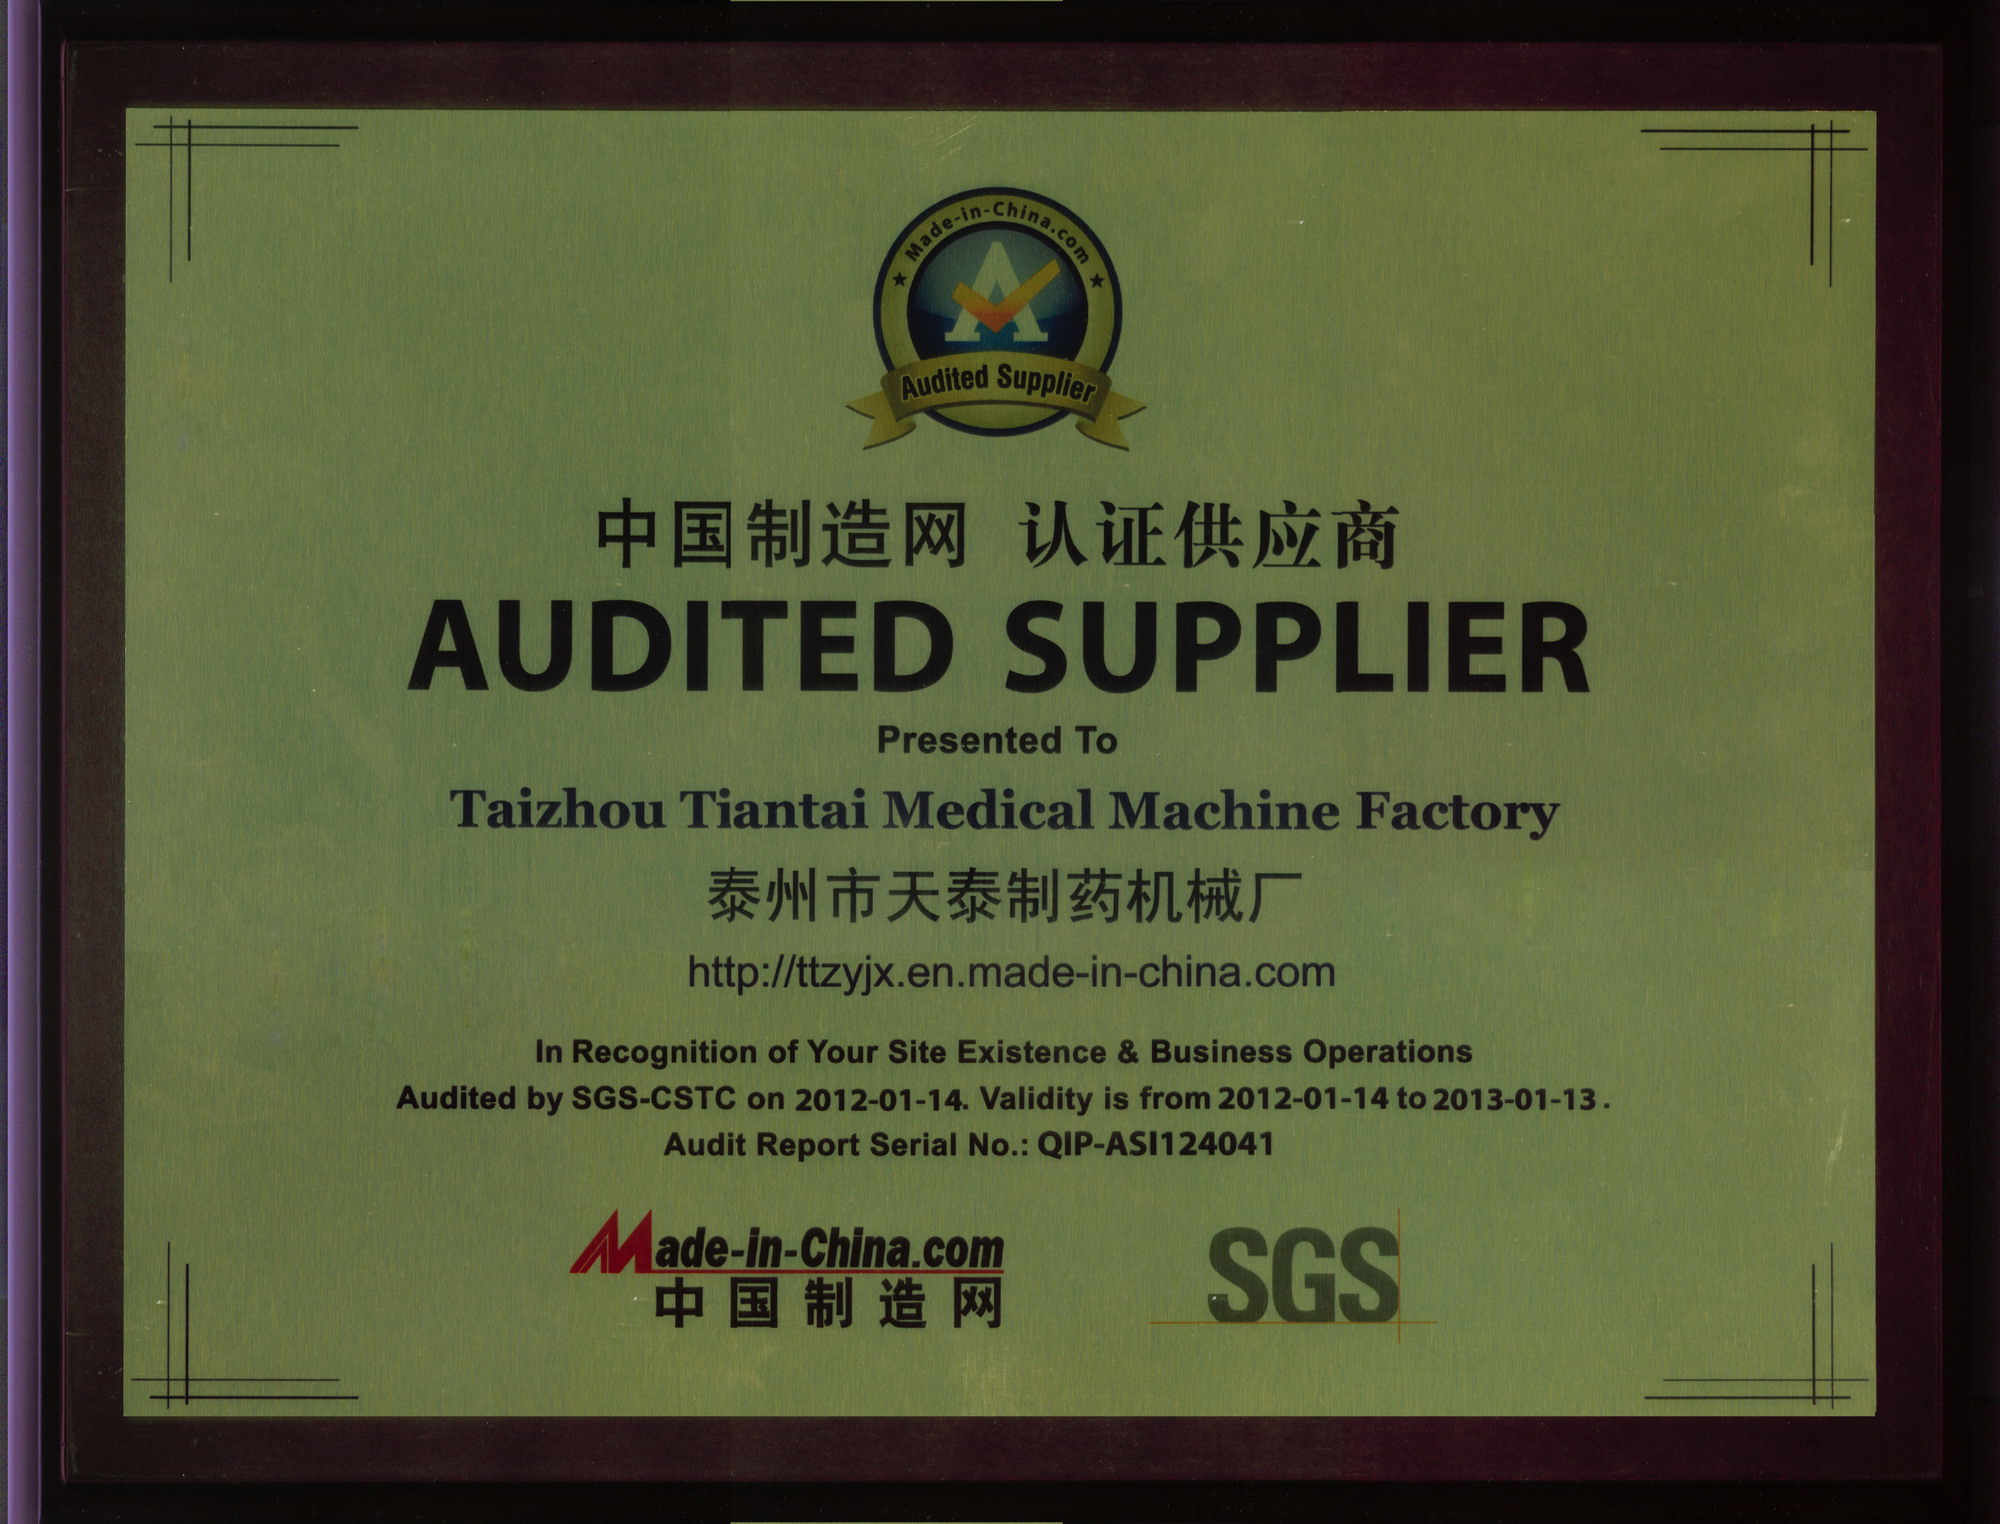 Made-in-China.com
Audited Supplier
中国制造网 认证供应商
AUDITED SUPPLIER
Presented To
Taizhou Tiantai Medical Machine Factory
泰州市天泰制药机械厂
http://ttzyjx.en.made-in-china.com
In Recognition of Your Site Existence & Business Operations
Audited by SGS-CSTC on 2012-01-14. Validity is from 2012-01-14 to 2013-01-13.
Audit Report Serial No.: QIP-ASI124041
Made-in-China.com
中国制造网
SGS